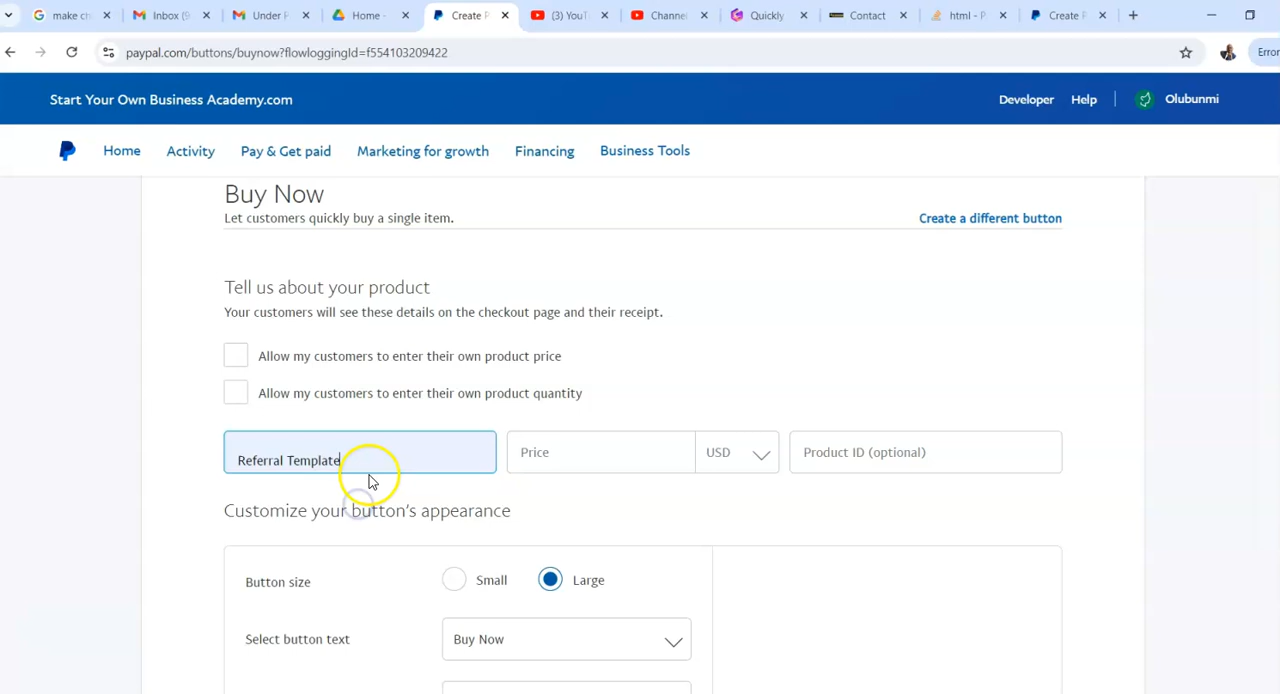 make ch
Inbox (9
Under P
Home -
Create P
(3) YouT
Channel
Quickly
Contact
html - P
Create P
paypal.com/buttons/buynow?flowloggingId=f554103209422
Error
Start Your Own Business Academy.com
Developer
Help
Olubunmi
Home
Activity
Pay & Get paid
Marketing for growth
Financing
Business Tools
Buy Now
Let customers quickly buy a single item.
Create a different button
Tell us about your product
Your customers will see these details on the checkout page and their receipt.
Allow my customers to enter their own product price
Allow my customers to enter their own product quantity
Referral Template
Price
USD
Product ID (optional)
Customize your button's appearance
Button size
Small
Large
Select button text
Buy Now